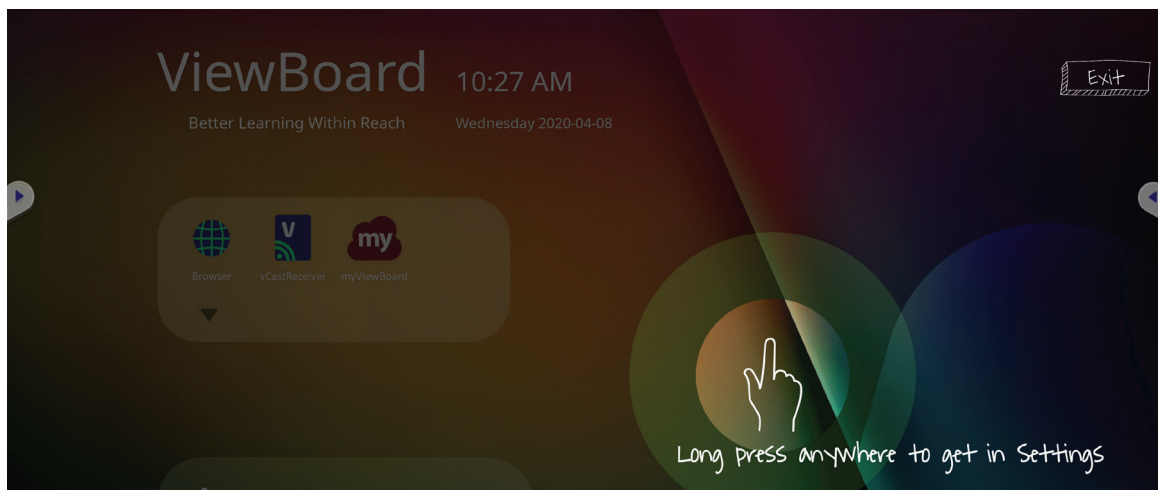 ViewBoard
10:27 AM
Better Learning Within Reach
Wednesday 2020-04-08
Exit
V
my
Browser
vCastReceiver
myViewBoard
Long press anywhere to get in Settings